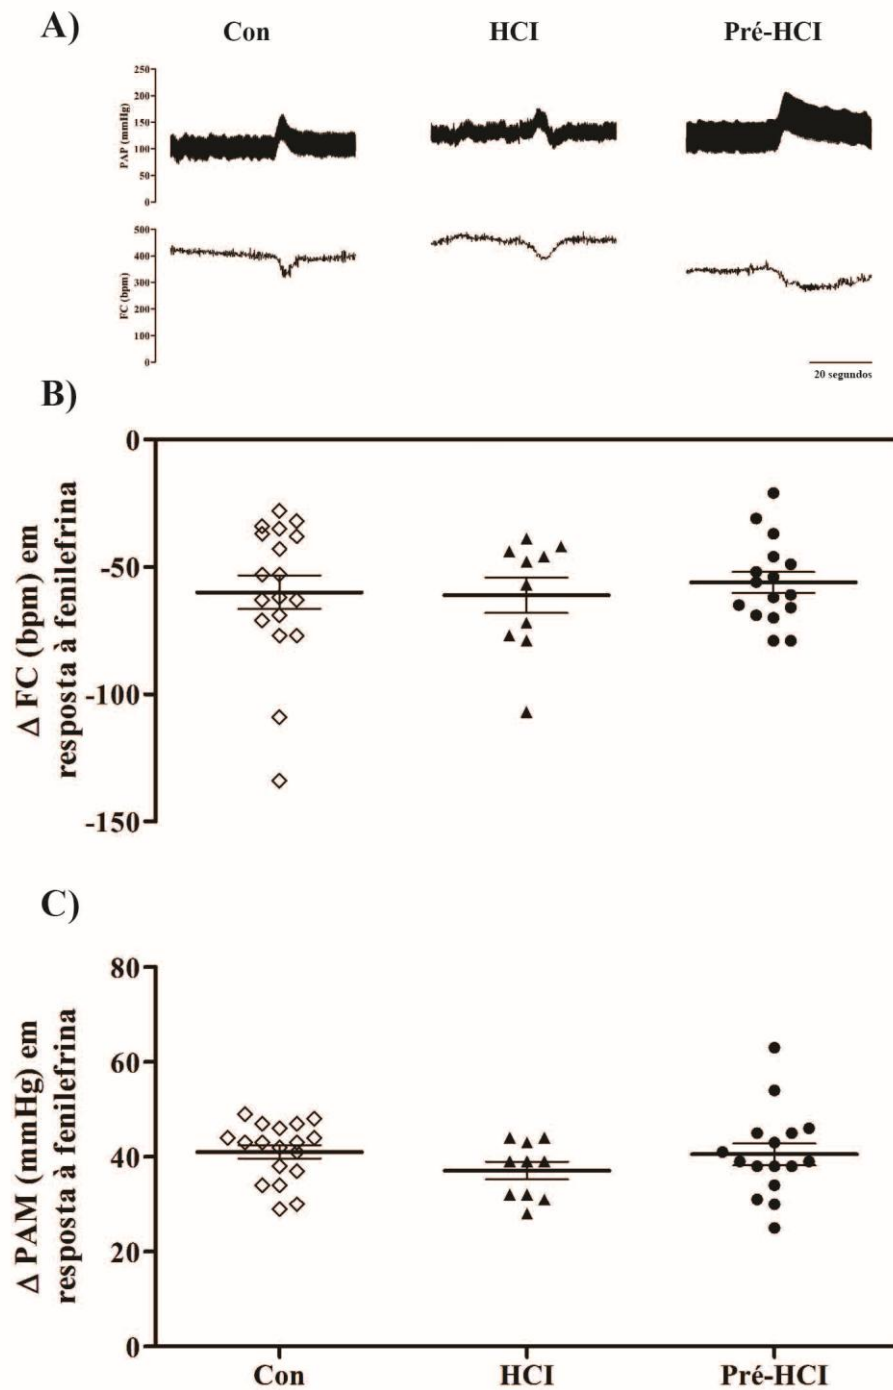 A)
Con HCI Pré-HCI
PAP (mmHg)
250
200
150
100
50
0
FC (bpm)
500
400
300
200
100
0
20 segundos
B)
Δ FC (bpm) em
resposta à fenilefrina
0
-50
-100
-150
C)
Δ PAM (mmHg) em
resposta à fenilefrina
80
60
40
20
0
Con HCI Pré-HCI